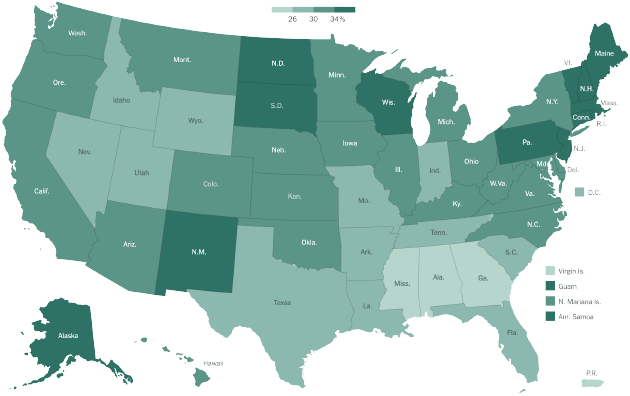 26 30 34%
Wash.
Maine
Mont.
N.D.
Vt.
Minn.
Ore.
N.H.
Idaho
Wis.
S.D.
N.Y.
Mass.
Wyo.
Mich.
Conn.
R.I.
Iowa
Pa.
N.J.
Nev.
Neb.
Ohio
Utah
Ill.
Ind.
Md.
Del.
Colo.
W.Va.
Calif.
Kan.
Va.
D.C.
Mo.
Ky.
N.C.
Tenn.
Ariz.
N.M.
Okla.
Ark.
S.C.
Virgin Is.
Miss.
Ala.
Ga.
Guam
Texas
La.
N. Mariana Is.
Am. Samoa
Alaska
Fla.
Hawaii
P.R.